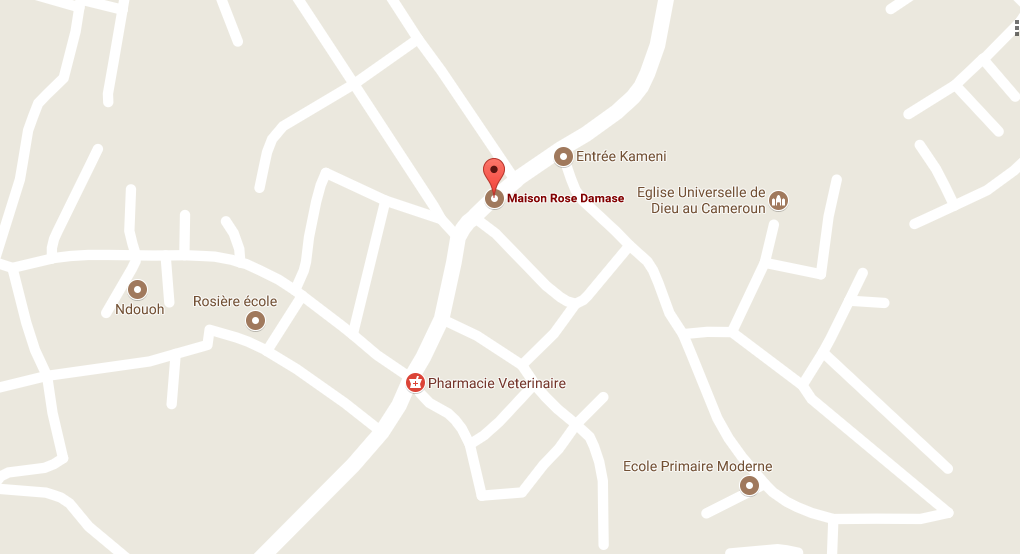 Entrée Kameni
Maison Rose Damase
Eglise Universelle de
Dieu au Cameroun
Ndouoh
Rosière école
Pharmacie Veterinaire
Ecole Primaire Moderne